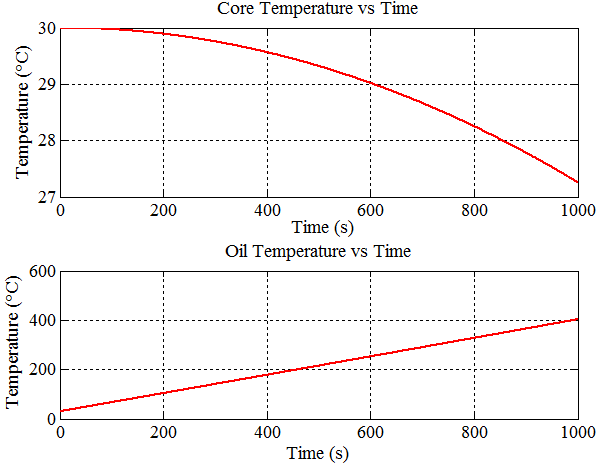 Core Temperature vs Time
Temperature (°C)
30
29
28
27
0 200 400 600 800 1000
Time (s)
Oil Temperature vs Time
Temperature (°C)
600
400
200
0
0 200 400 600 800 1000
Time (s)